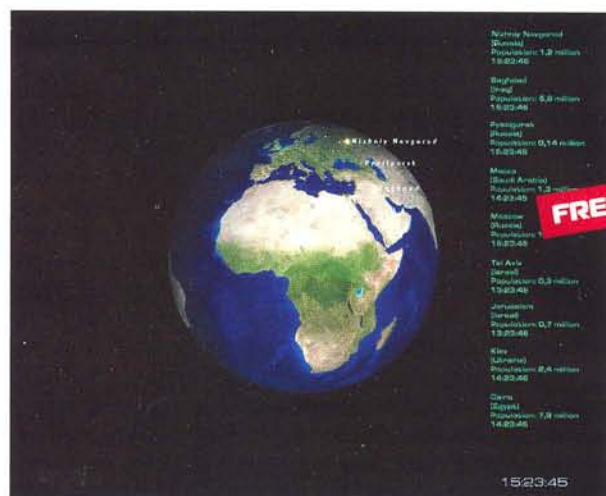 Nizhniy Novgorod
Pyatigorsk
Baghdad
Nizhniy Novgorod
(Russia)
Population: 1,3 million
15:23:45
Baghdad
(Iraq)
Population: 5,8 million
15:23:45
Pyatigorsk
(Russia)
Population: 0,14 million
15:23:45
Mecca
(Saudi Arabia)
Population: 1,3 million
14:23:45
Moscow
(Russia)
Population:
15:23:45
FRE
Tel Aviv
(Israel)
Population: 0,3 million
13:23:45
Jerusalem
(Israel)
Population: 0,7 million
13:23:45
Kiev
(Ukraine)
Population: 2,4 million
14:23:45
Cairo
(Egypt)
Population: 7,8 million
14:23:45
15:23:45